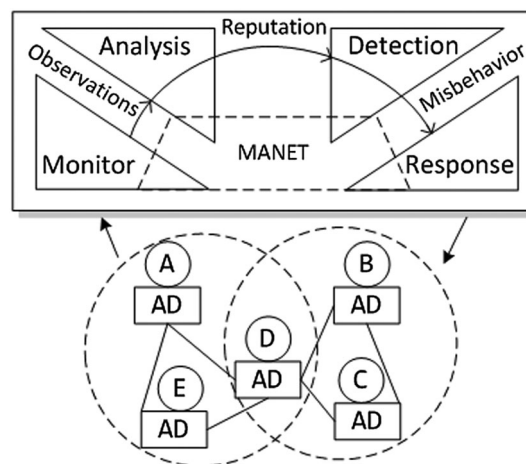 Reputation
Analysis
Detection
Observations
Misbehavior
Monitor
MANET
Response
A
B
AD
AD
D
E
AD
C
AD
AD